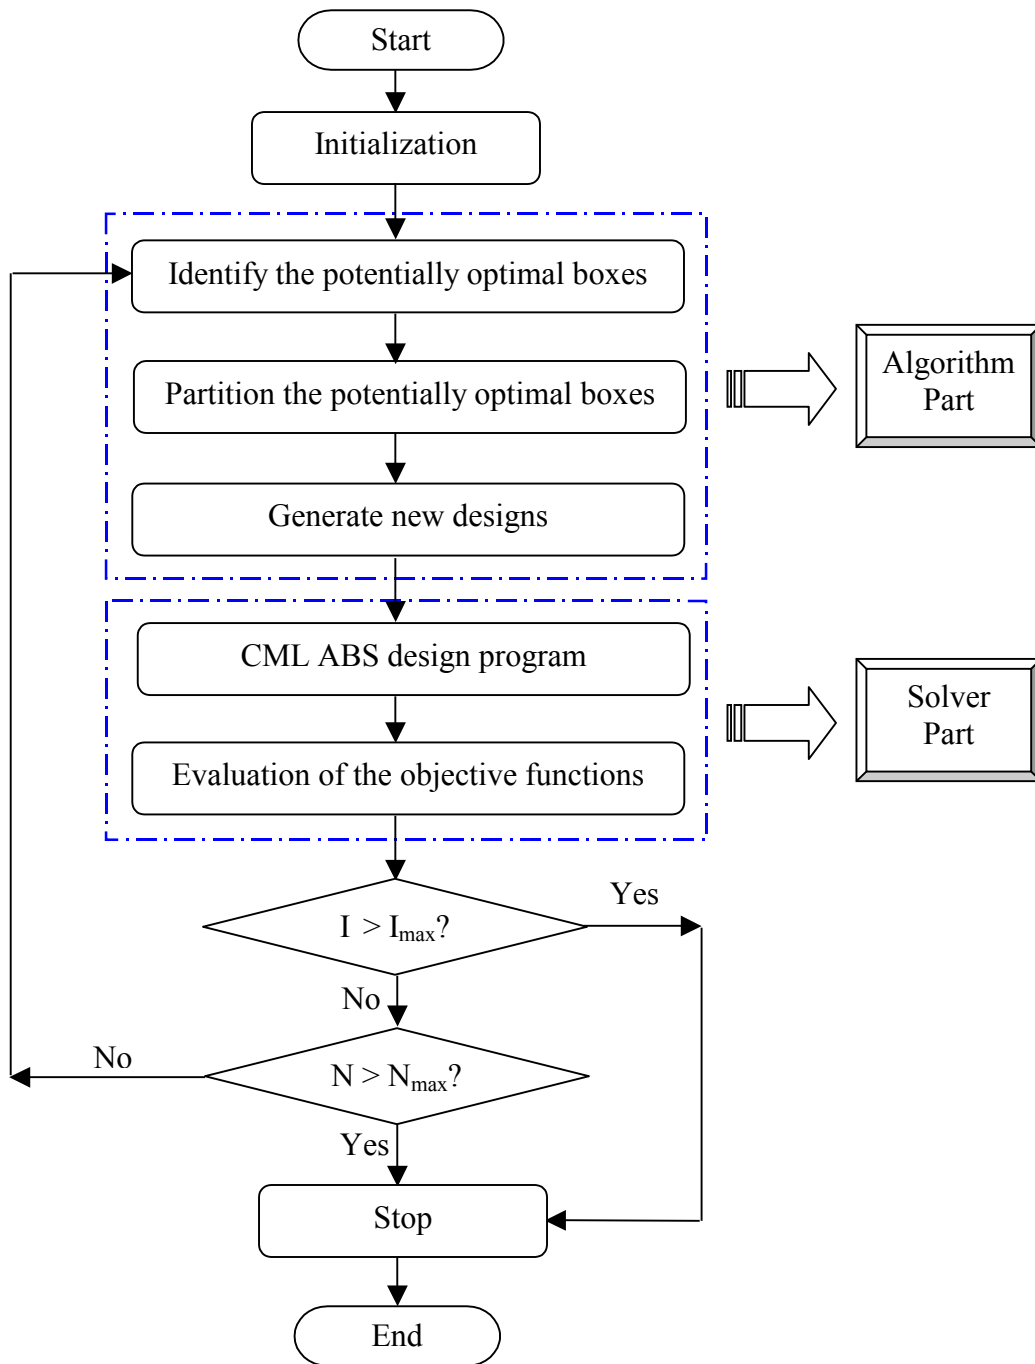 Start
Initialization
Identify the potentially optimal boxes
Partition the potentially optimal boxes
Algorithm
Part
Generate new designs
CML ABS design program
Solver
Part
Evaluation of the objective functions
I > Imax?
Yes
No
N > Nmax?
No
Yes
Stop
End